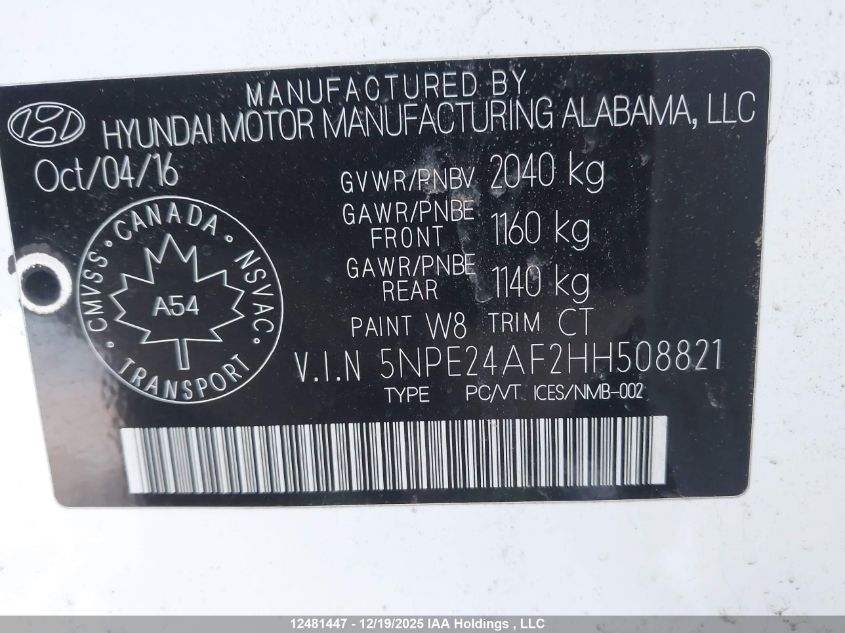 MANUFACTURED BY
HYUNDAI MOTOR MANUFACTURING ALABAMA, LLC
Oct/04/16
GVWR/PNBV 2040 kg
GAWR/PNBE FRONT 1160 kg
GAWR/PNBE REAR 1140 kg
PAINT W8 TRIM CT
CANADA · NSVAC · TRANSPORT · CMVSS ·
A54
V.I.N 5NPE24AF2HH508821
TYPE PC/VT ICES/NMB-002
12481447 - 12/19/2025 IAA Holdings , LLC